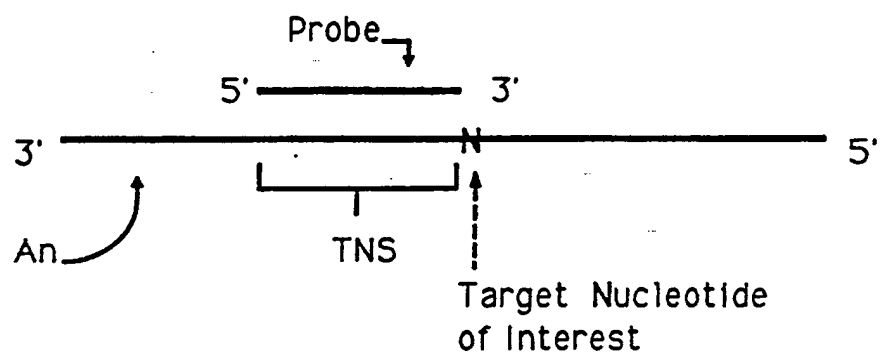 Probe
5' 3'
3' N 5'
An TNS
Target Nucleotide
of Interest